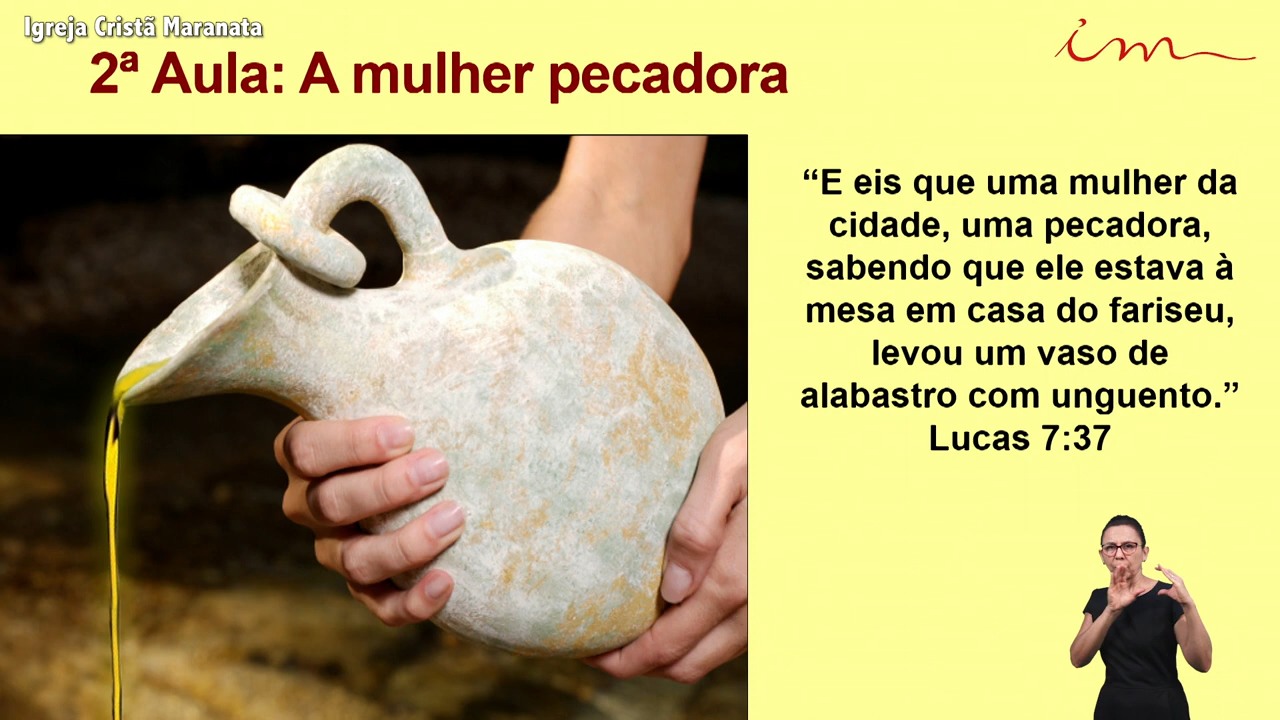 Igreja Cristã Maranata
im
2ª Aula: A mulher pecadora
“E eis que uma mulher da
cidade, uma pecadora,
sabendo que ele estava à
mesa em casa do fariseu,
levou um vaso de
alabastro com unguento.”
Lucas 7:37